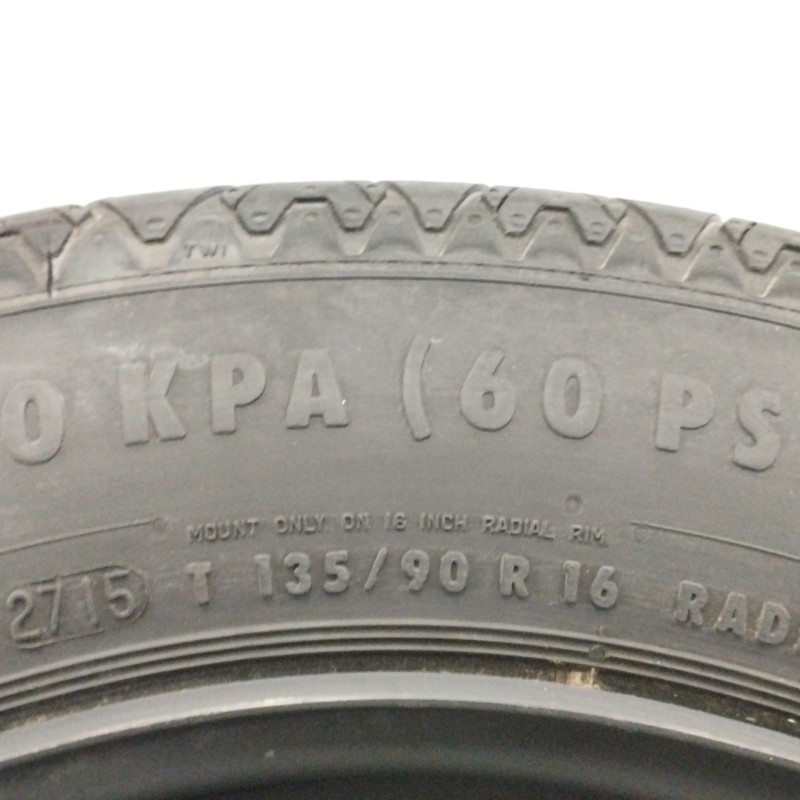 TWI
0 KPA (60 PS
MOUNT ONLY ON 16 INCH RADIAL RIM.
2715 T 135/90 R 16 RAD